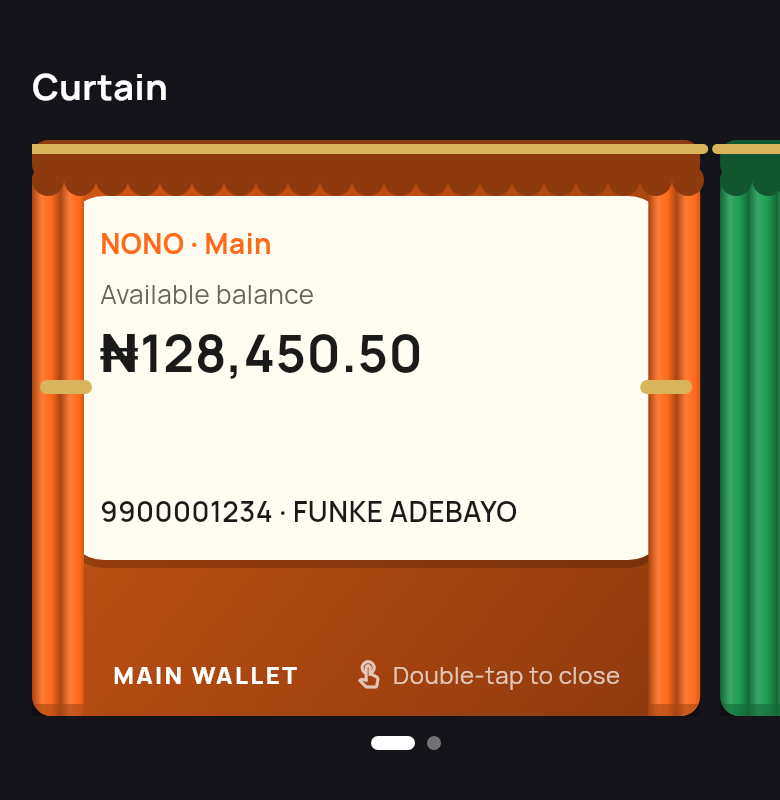 Curtain
NONO · Main
Available balance
₦128,450.50
9900001234 · FUNKE ADEBAYO
MAIN WALLET
Double-tap to close